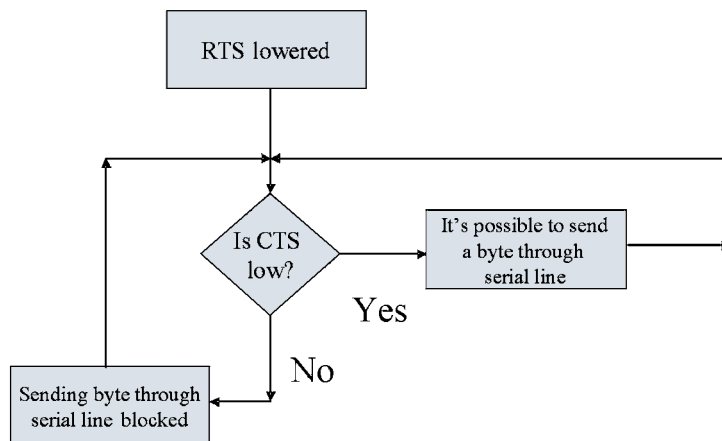 RTS lowered
Is CTS
low?
It's possible to send
a byte through
serial line
Yes
No
Sending byte through
serial line blocked